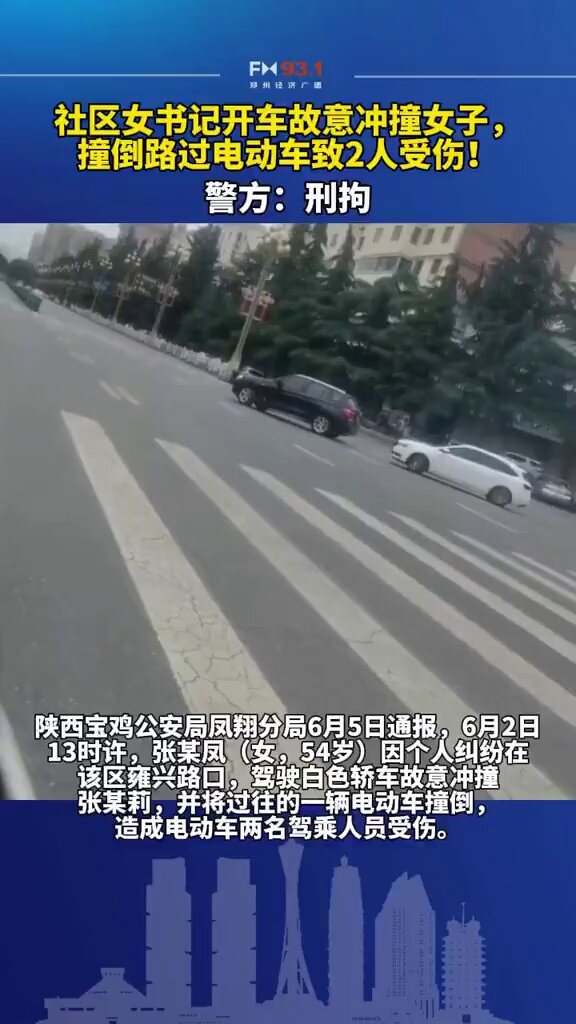 FM 93.1
郑州经济广播
社区女书记开车故意冲撞女子，
撞倒路过电动车致2人受伤！
警方：刑拘
陕西宝鸡公安局凤翔分局6月5日通报，6月2日
13时许，张某凤（女，54岁）因个人纠纷在
该区雍兴路口，驾驶白色轿车故意冲撞
张某莉，并将过往的一辆电动车撞倒，
造成电动车两名驾乘人员受伤。